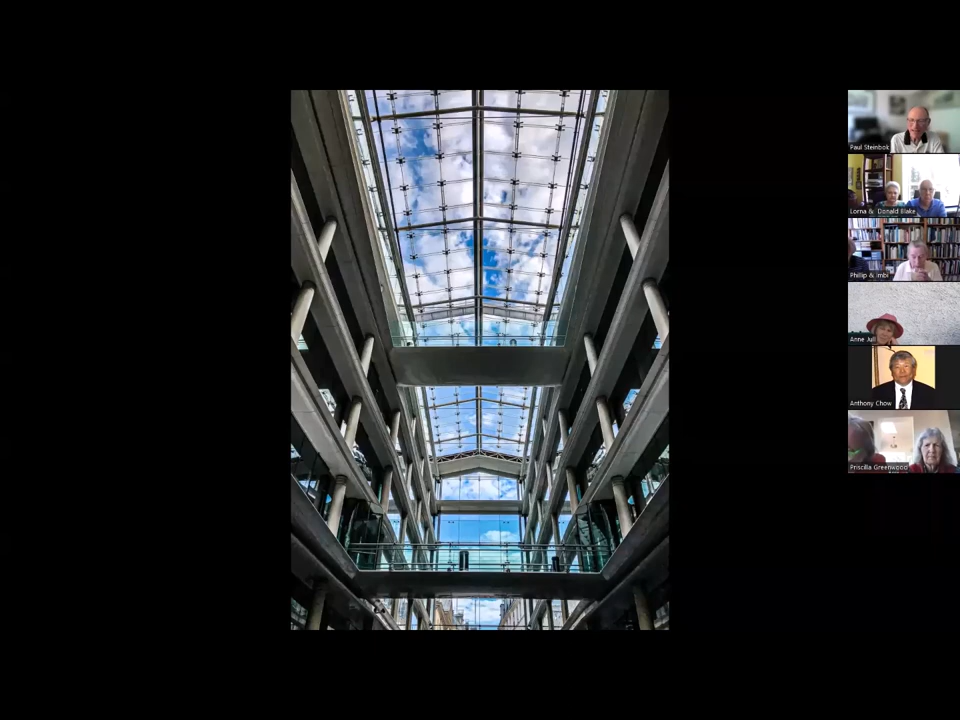 Paul Steinbok
Lorna & Donald Blake
Phillip & Imbi
Anne Jull
Anthony Chow
Priscilla Greenwood